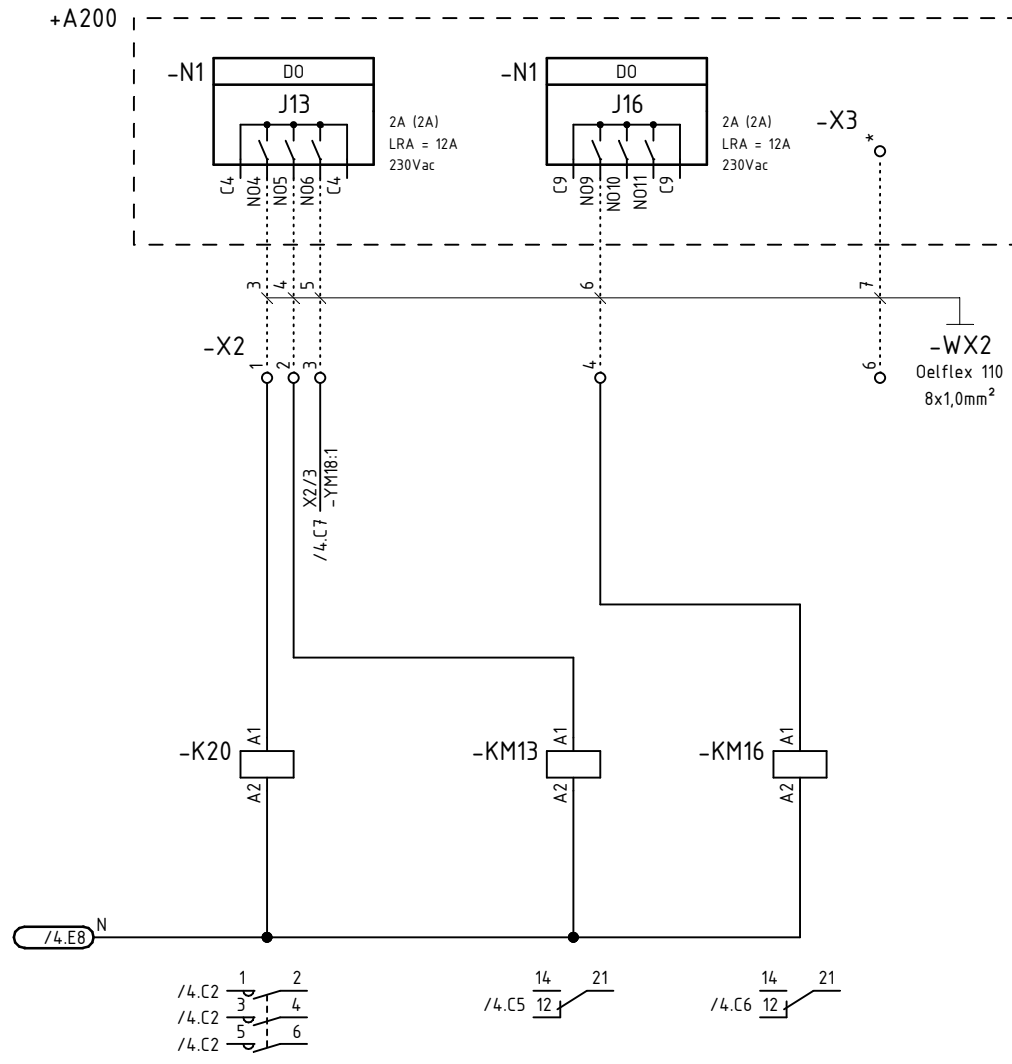 +A200
-N1
DO
J13
2A (2A)
LRA = 12A
230Vac
C4
NO4
NO5
NO6
C4
-N1
DO
J16
2A (2A)
LRA = 12A
230Vac
C9
NO9
NO10
NO11
C9
-X3
*
3
4
5
6
7
-WX2
Oelflex 110
8x1,0mm²
-X2
1
2
3
4
6
X2/3
-YM18:1
/4.C7
-K20
A1
A2
-KM13
A1
A2
-KM16
A1
A2
/4.E8
N
/4.C2 1 2
/4.C2 3 4
/4.C2 5 6
14 21
/4.C5 12
14 21
/4.C6 12